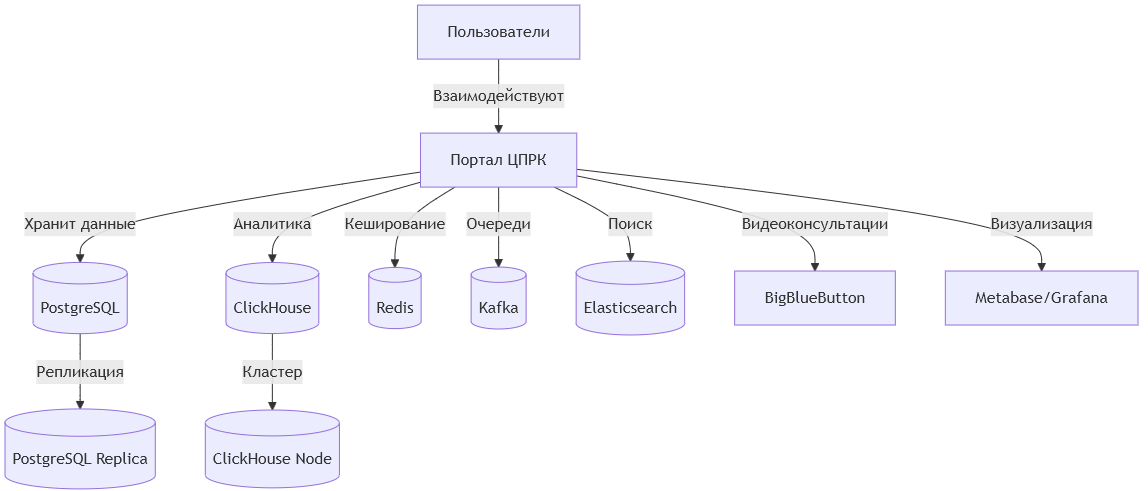 Пользователи
Взаимодействуют
Портал ЦПРК
Хранит данные
Аналитика
Кеширование
Очереди
Поиск
Видеоконсультации
Визуализация
PostgreSQL
ClickHouse
Redis
Kafka
Elasticsearch
BigBlueButton
Metabase/Grafana
Репликация
Кластер
PostgreSQL Replica
ClickHouse Node